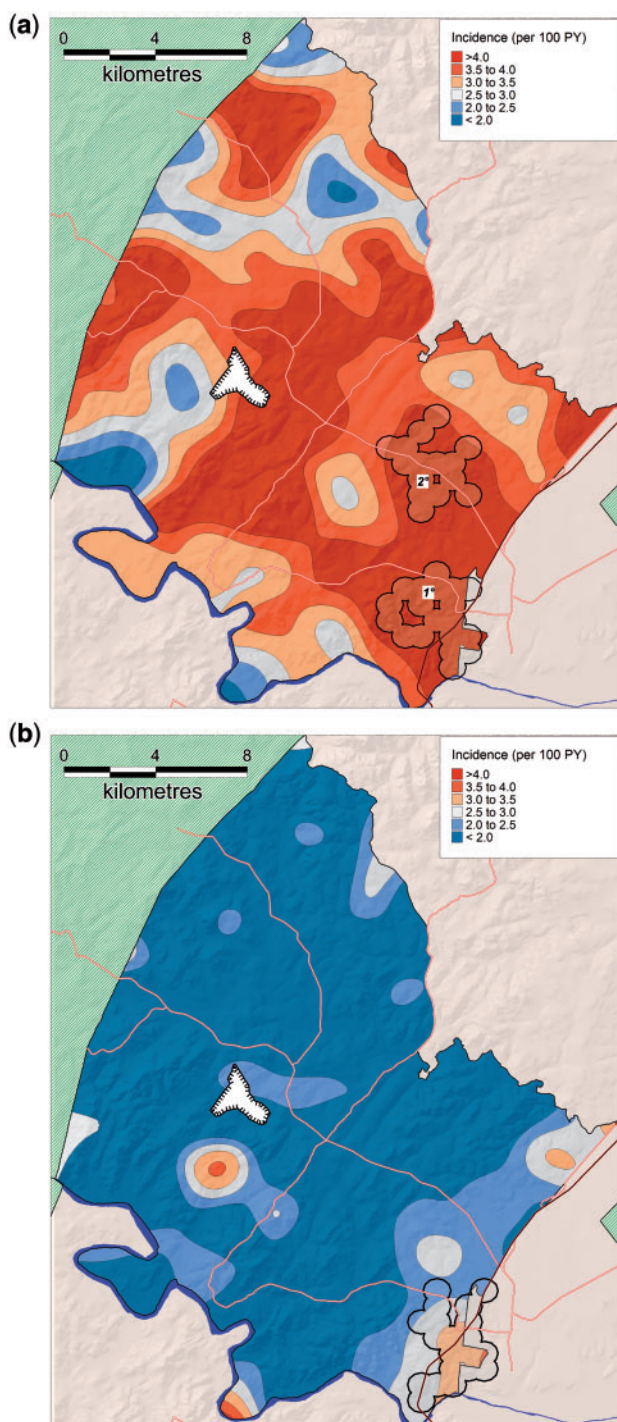 (a)
0 4 8
kilometres
Incidence (per 100 PY)
>4.0
3.5 to 4.0
3.0 to 3.5
2.5 to 3.0
2.0 to 2.5
< 2.0
2°
1°
(b)
0 4 8
kilometres
Incidence (per 100 PY)
>4.0
3.5 to 4.0
3.0 to 3.5
2.5 to 3.0
2.0 to 2.5
< 2.0